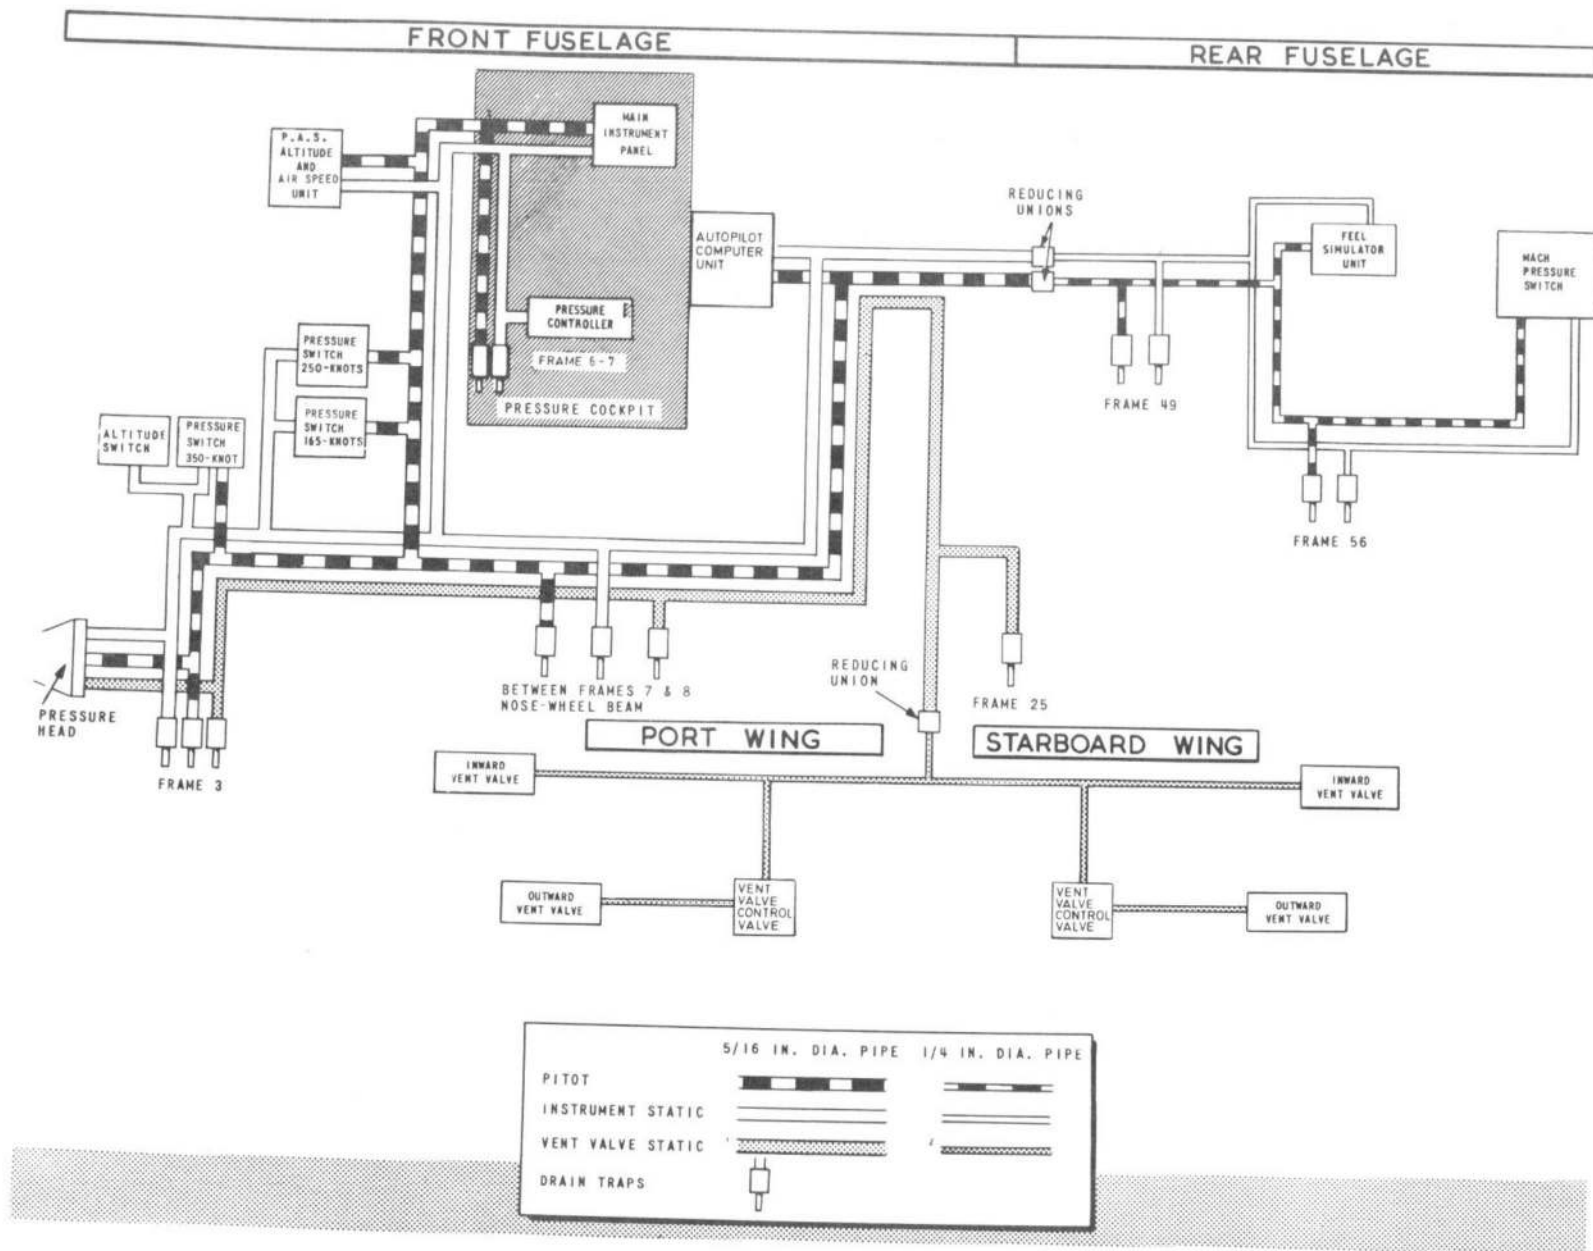 FRONT FUSELAGE
REAR FUSELAGE
P.A.S.
ALTITUDE
AND
AIR SPEED
UNIT
MAIN
INSTRUMENT
PANEL
AUTOPILOT
COMPUTER
UNIT
REDUCING
UNIONS
FEEL
SIMULATOR
UNIT
MACH
PRESSURE
SWITCH
PRESSURE
CONTROLLER
FRAME 6-7
PRESSURE COCKPIT
PRESSURE
SWITCH
250-KNOTS
PRESSURE
SWITCH
165-KNOTS
ALTITUDE
SWITCH
PRESSURE
SWITCH
350-KNOT
FRAME 49
FRAME 56
PRESSURE
HEAD
FRAME 3
BETWEEN FRAMES 7 & 8
NOSE-WHEEL BEAM
REDUCING
UNION
FRAME 25
PORT WING
STARBOARD WING
INWARD
VENT VALVE
INWARD
VENT VALVE
OUTWARD
VENT VALVE
VENT
VALVE
CONTROL
VALVE
VENT
VALVE
CONTROL
VALVE
OUTWARD
VENT VALVE
5/16 IN. DIA. PIPE 1/4 IN. DIA. PIPE
PITOT
INSTRUMENT STATIC
VENT VALVE STATIC
DRAIN TRAPS